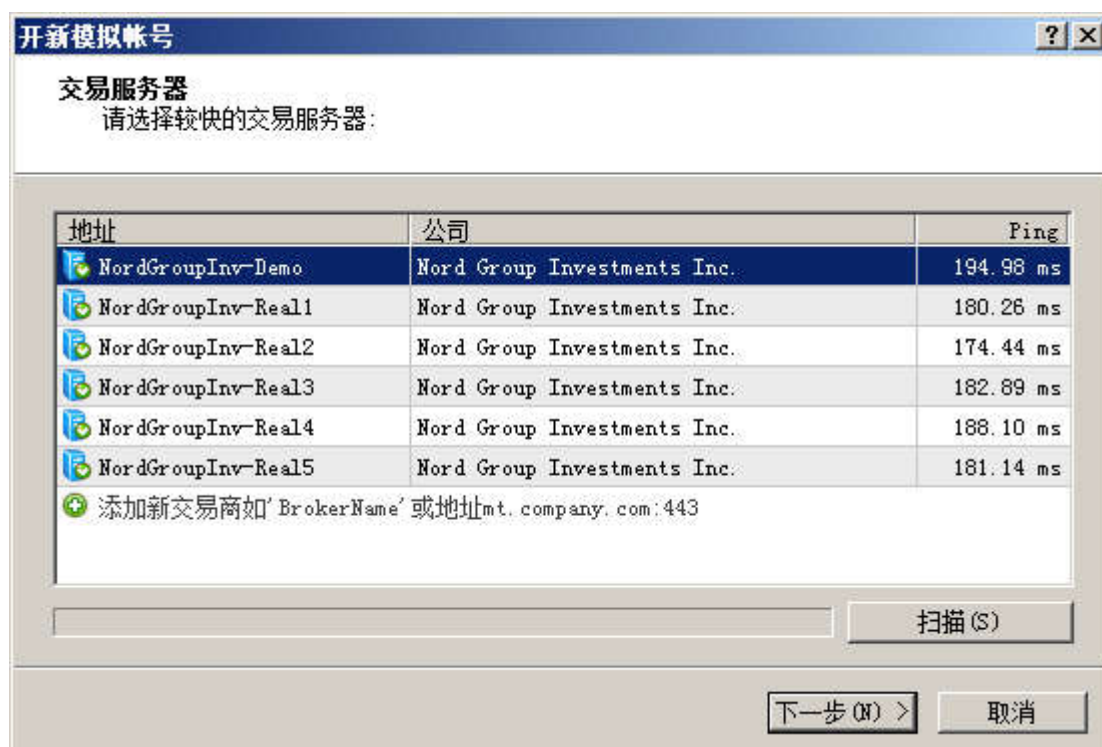 开新模拟帐号
交易服务器
请选择较快的交易服务器:
地址 公司 Ping
NordGroupInv-Demo Nord Group Investments Inc. 194.98 ms
NordGroupInv-Real1 Nord Group Investments Inc. 180.26 ms
NordGroupInv-Real2 Nord Group Investments Inc. 174.44 ms
NordGroupInv-Real3 Nord Group Investments Inc. 182.89 ms
NordGroupInv-Real4 Nord Group Investments Inc. 188.10 ms
NordGroupInv-Real5 Nord Group Investments Inc. 181.14 ms
添加新交易商如'BrokerName'或地址mt.company.com:443
扫描(S)
下一步(N) > 取消